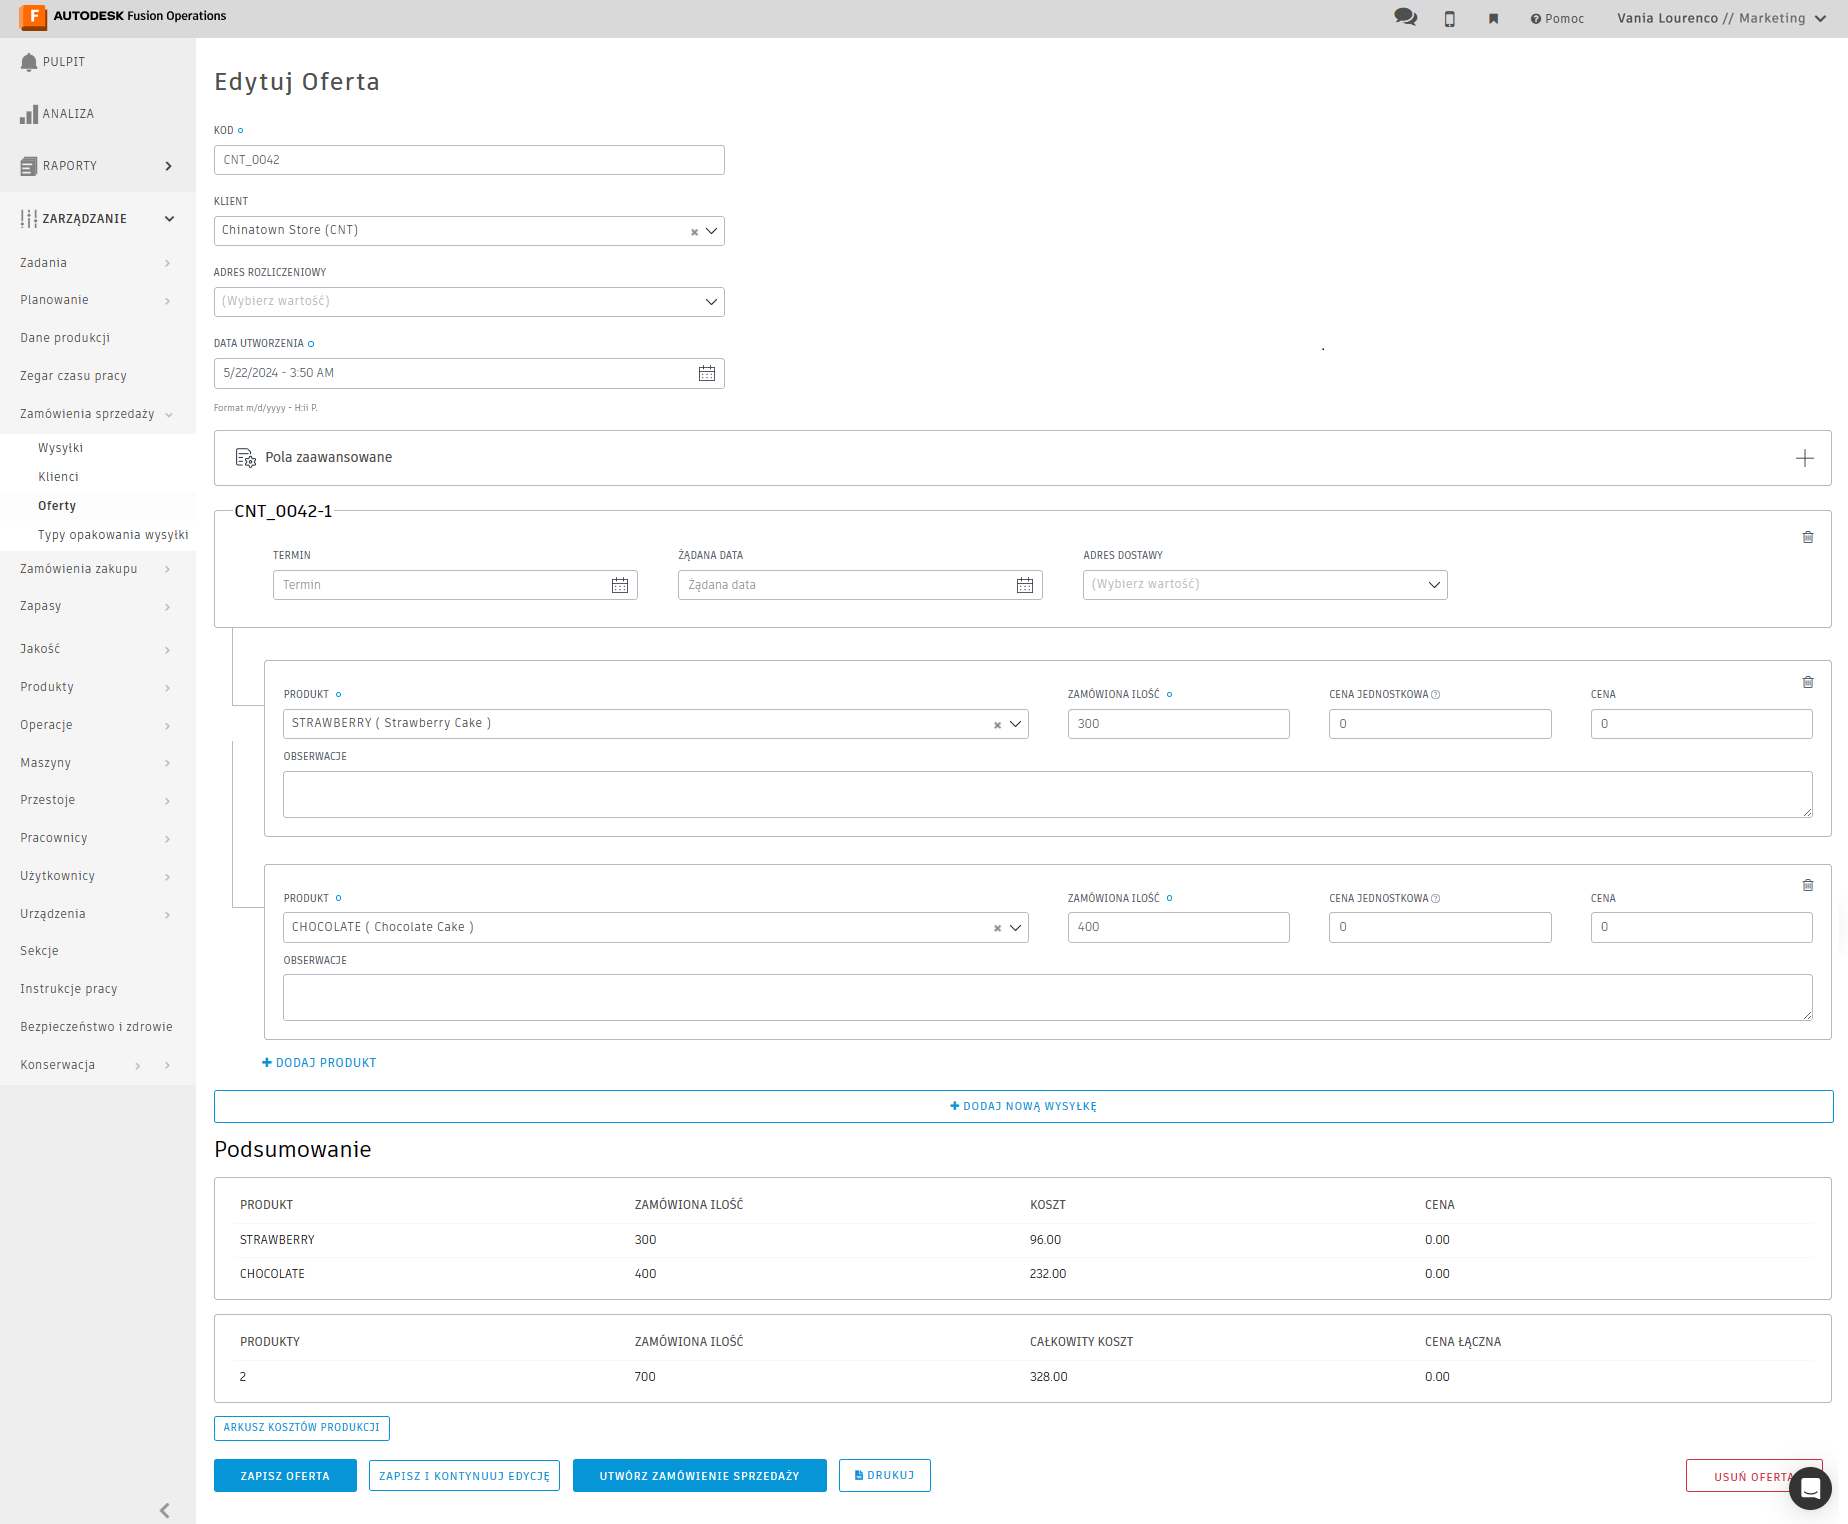 F AUTODESK Fusion Operations
Pomoc
Vania Lourenco // Marketing
PULPIT
ANALIZA
RAPORTY
ZARZĄDZANIE
Zadania
Planowanie
Dane produkcji
Zegar czasu pracy
Zamówienia sprzedaży
Wysyłki
Klienci
Oferty
Typy opakowania wysyłki
Zamówienia zakupu
Zapasy
Jakość
Produkty
Operacje
Maszyny
Przestoje
Pracownicy
Użytkownicy
Urządzenia
Sekcje
Instrukcje pracy
Bezpieczeństwo i zdrowie
Konserwacja
Edytuj Oferta
KOD
CNT_0042
KLIENT
Chinatown Store (CNT)
ADRES ROZLICZENIOWY
(Wybierz wartość)
DATA UTWORZENIA
5/22/2024 - 3:50 AM
Format m/d/yyyy - H:ii P.
Pola zaawansowane
CNT_0042-1
TERMIN ŻĄDANA DATA ADRES DOSTAWY
Termin Żądana data (Wybierz wartość)
PRODUKT ZAMÓWIONA ILOŚĆ CENA JEDNOSTKOWA CENA
STRAWBERRY ( Strawberry Cake ) 300 0 0
OBSERWACJE
PRODUKT ZAMÓWIONA ILOŚĆ CENA JEDNOSTKOWA CENA
CHOCOLATE ( Chocolate Cake ) 400 0 0
OBSERWACJE
+ DODAJ PRODUKT
+ DODAJ NOWĄ WYSYŁKĘ
Podsumowanie
PRODUKT ZAMÓWIONA ILOŚĆ KOSZT CENA
STRAWBERRY 300 96.00 0.00
CHOCOLATE 400 232.00 0.00
PRODUKTY ZAMÓWIONA ILOŚĆ CAŁKOWITY KOSZT CENA ŁĄCZNA
2 700 328.00 0.00
ARKUSZ KOSZTÓW PRODUKCJI
ZAPISZ OFERTA ZAPISZ I KONTYNUUJ EDYCJĘ UTWÓRZ ZAMÓWIENIE SPRZEDAŻY DRUKUJ USUŃ OFERTA